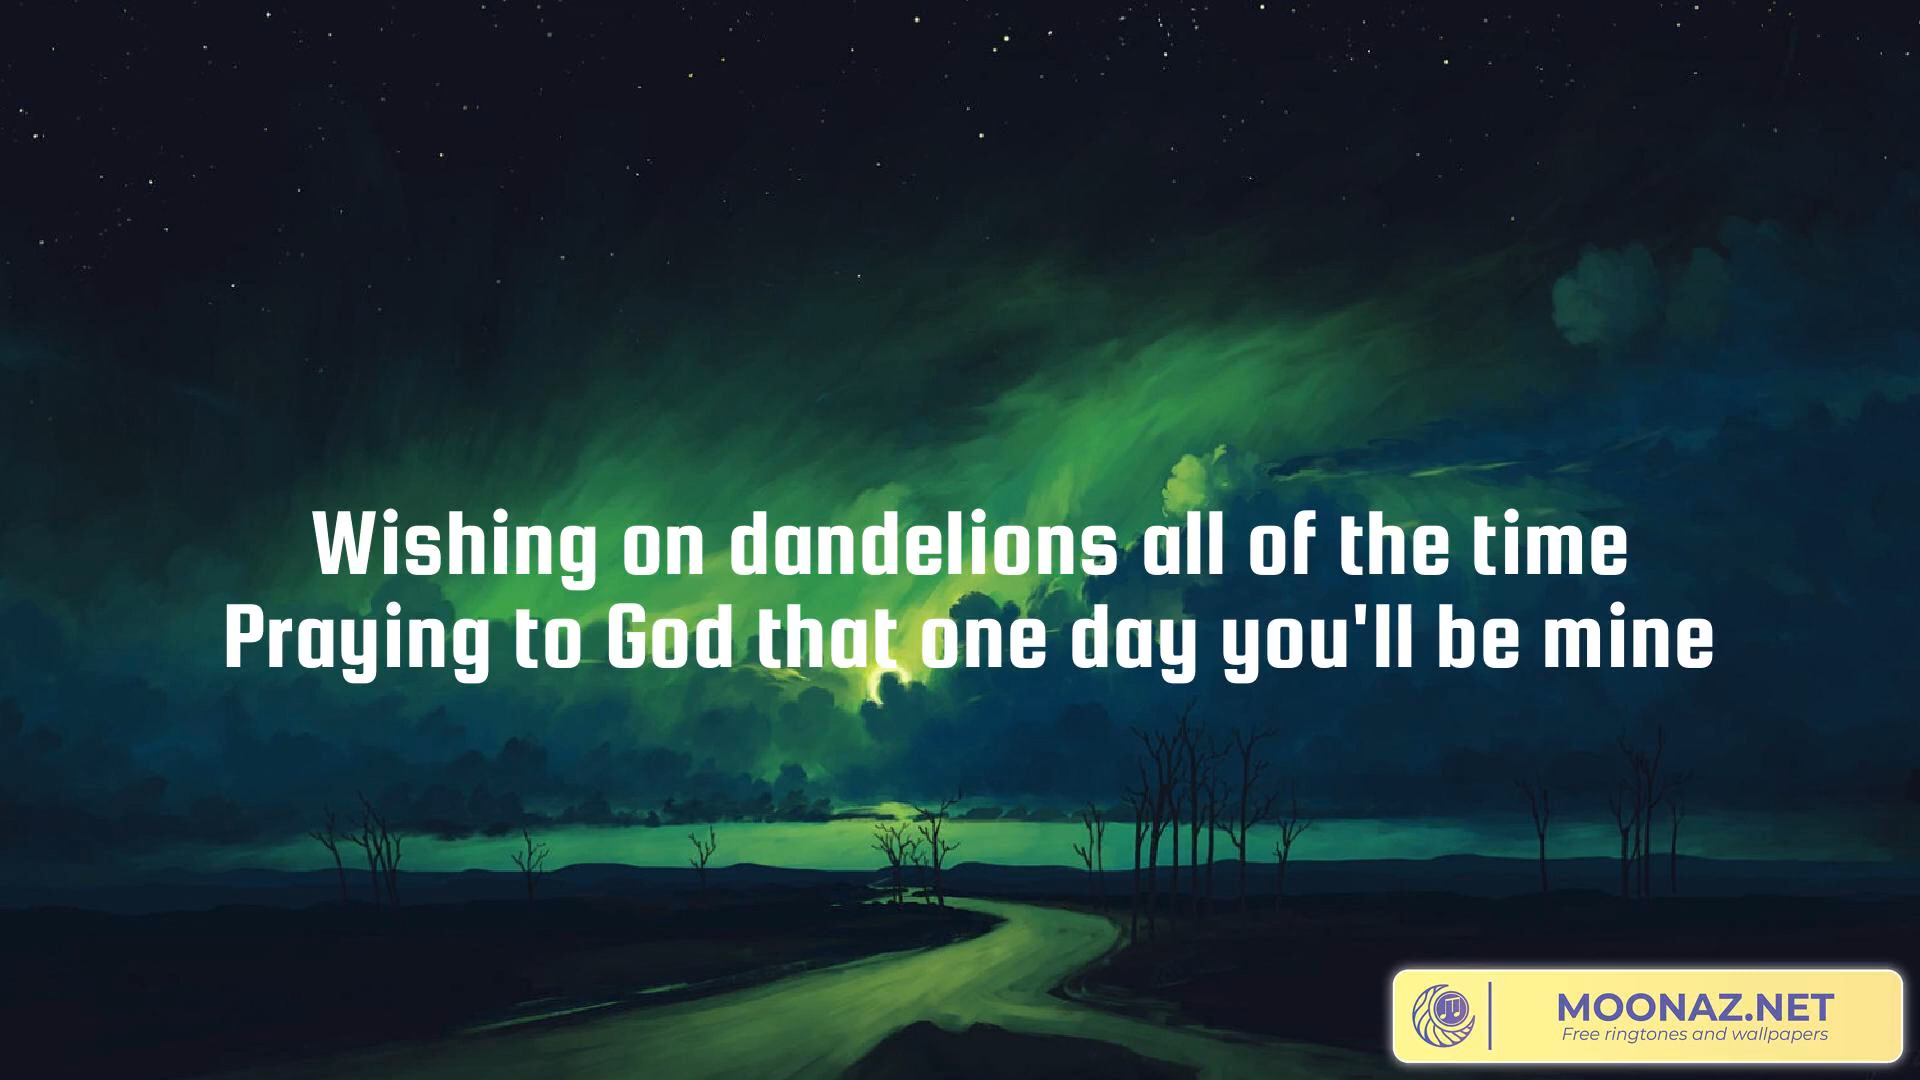 Wishing on dandelions all of the time
Praying to God that one day you'll be mine
MOONAZ.NET
Free ringtones and wallpapers